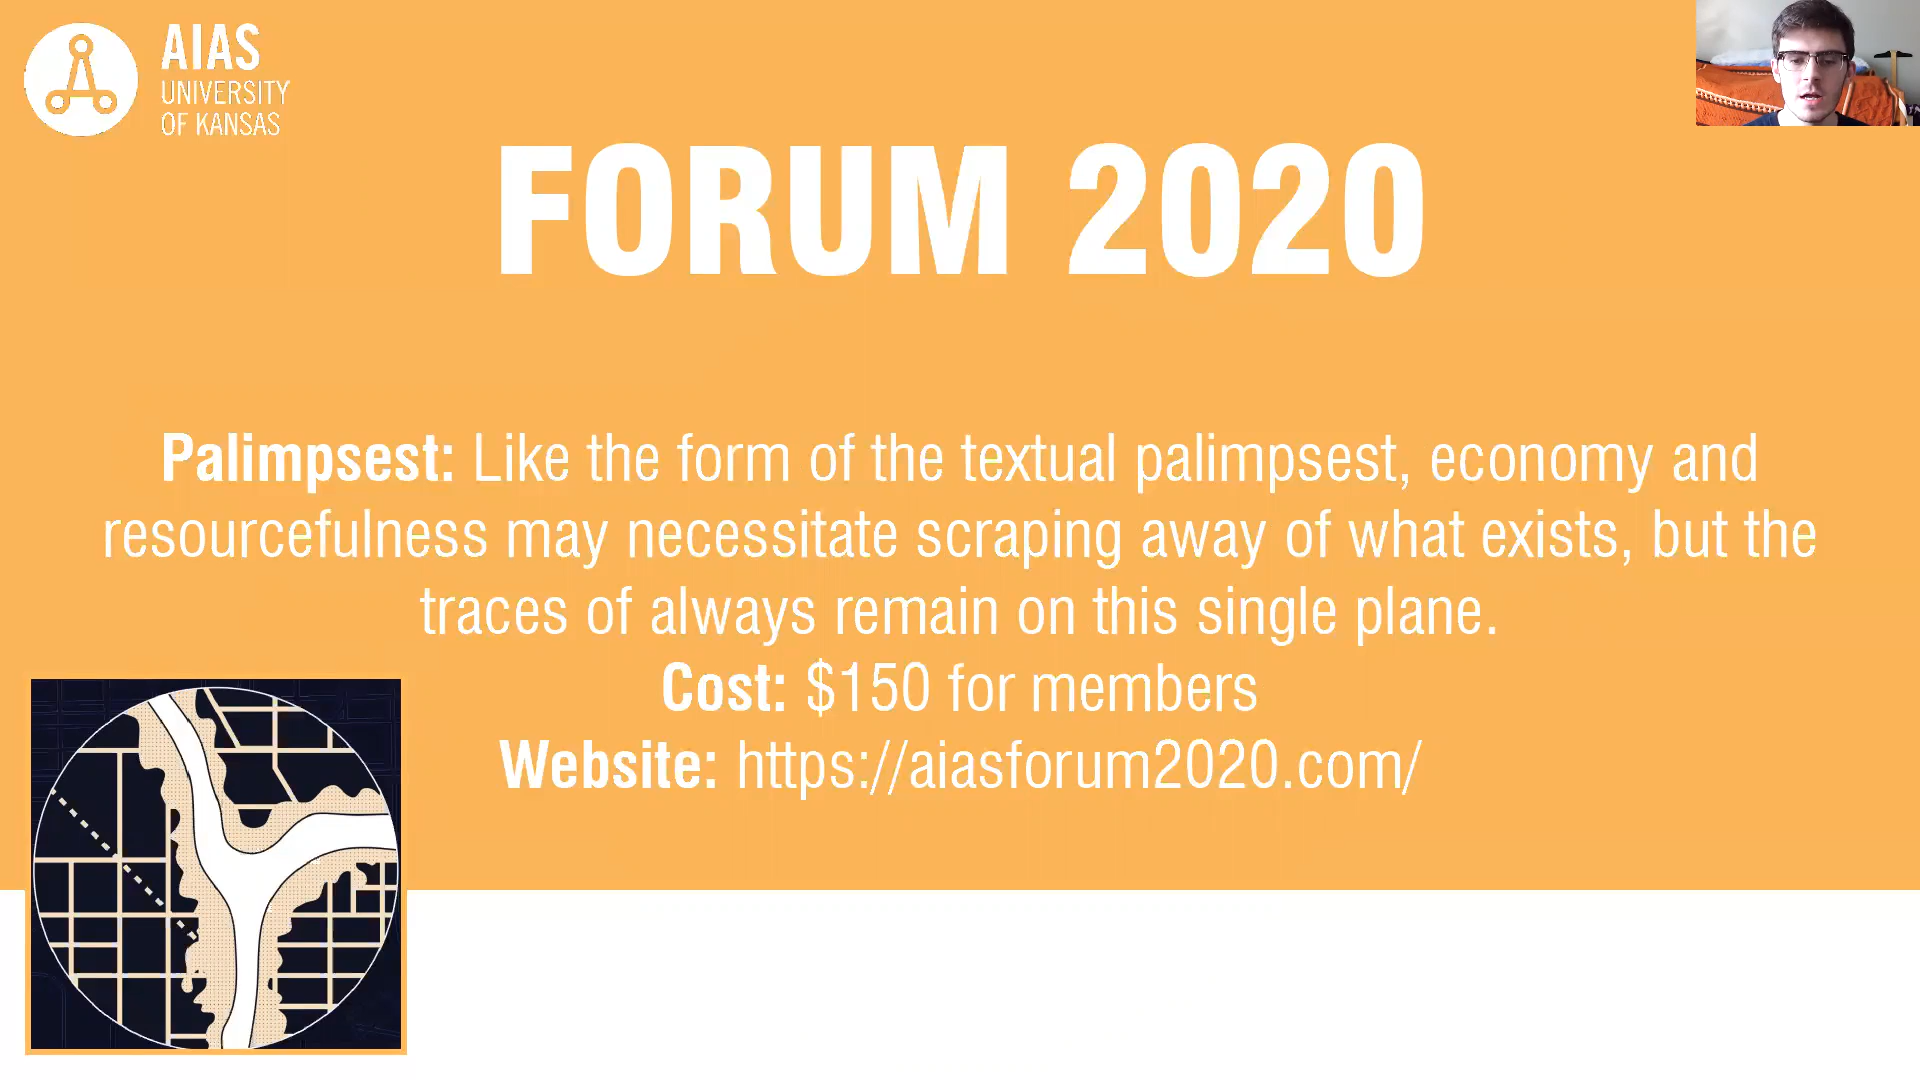 AIAS
UNIVERSITY
OF KANSAS
FORUM 2020
Palimpsest: Like the form of the textual palimpsest, economy and
resourcefulness may necessitate scraping away of what exists, but the
traces of always remain on this single plane.
Cost: $150 for members
Website: https://aiasforum2020.com/